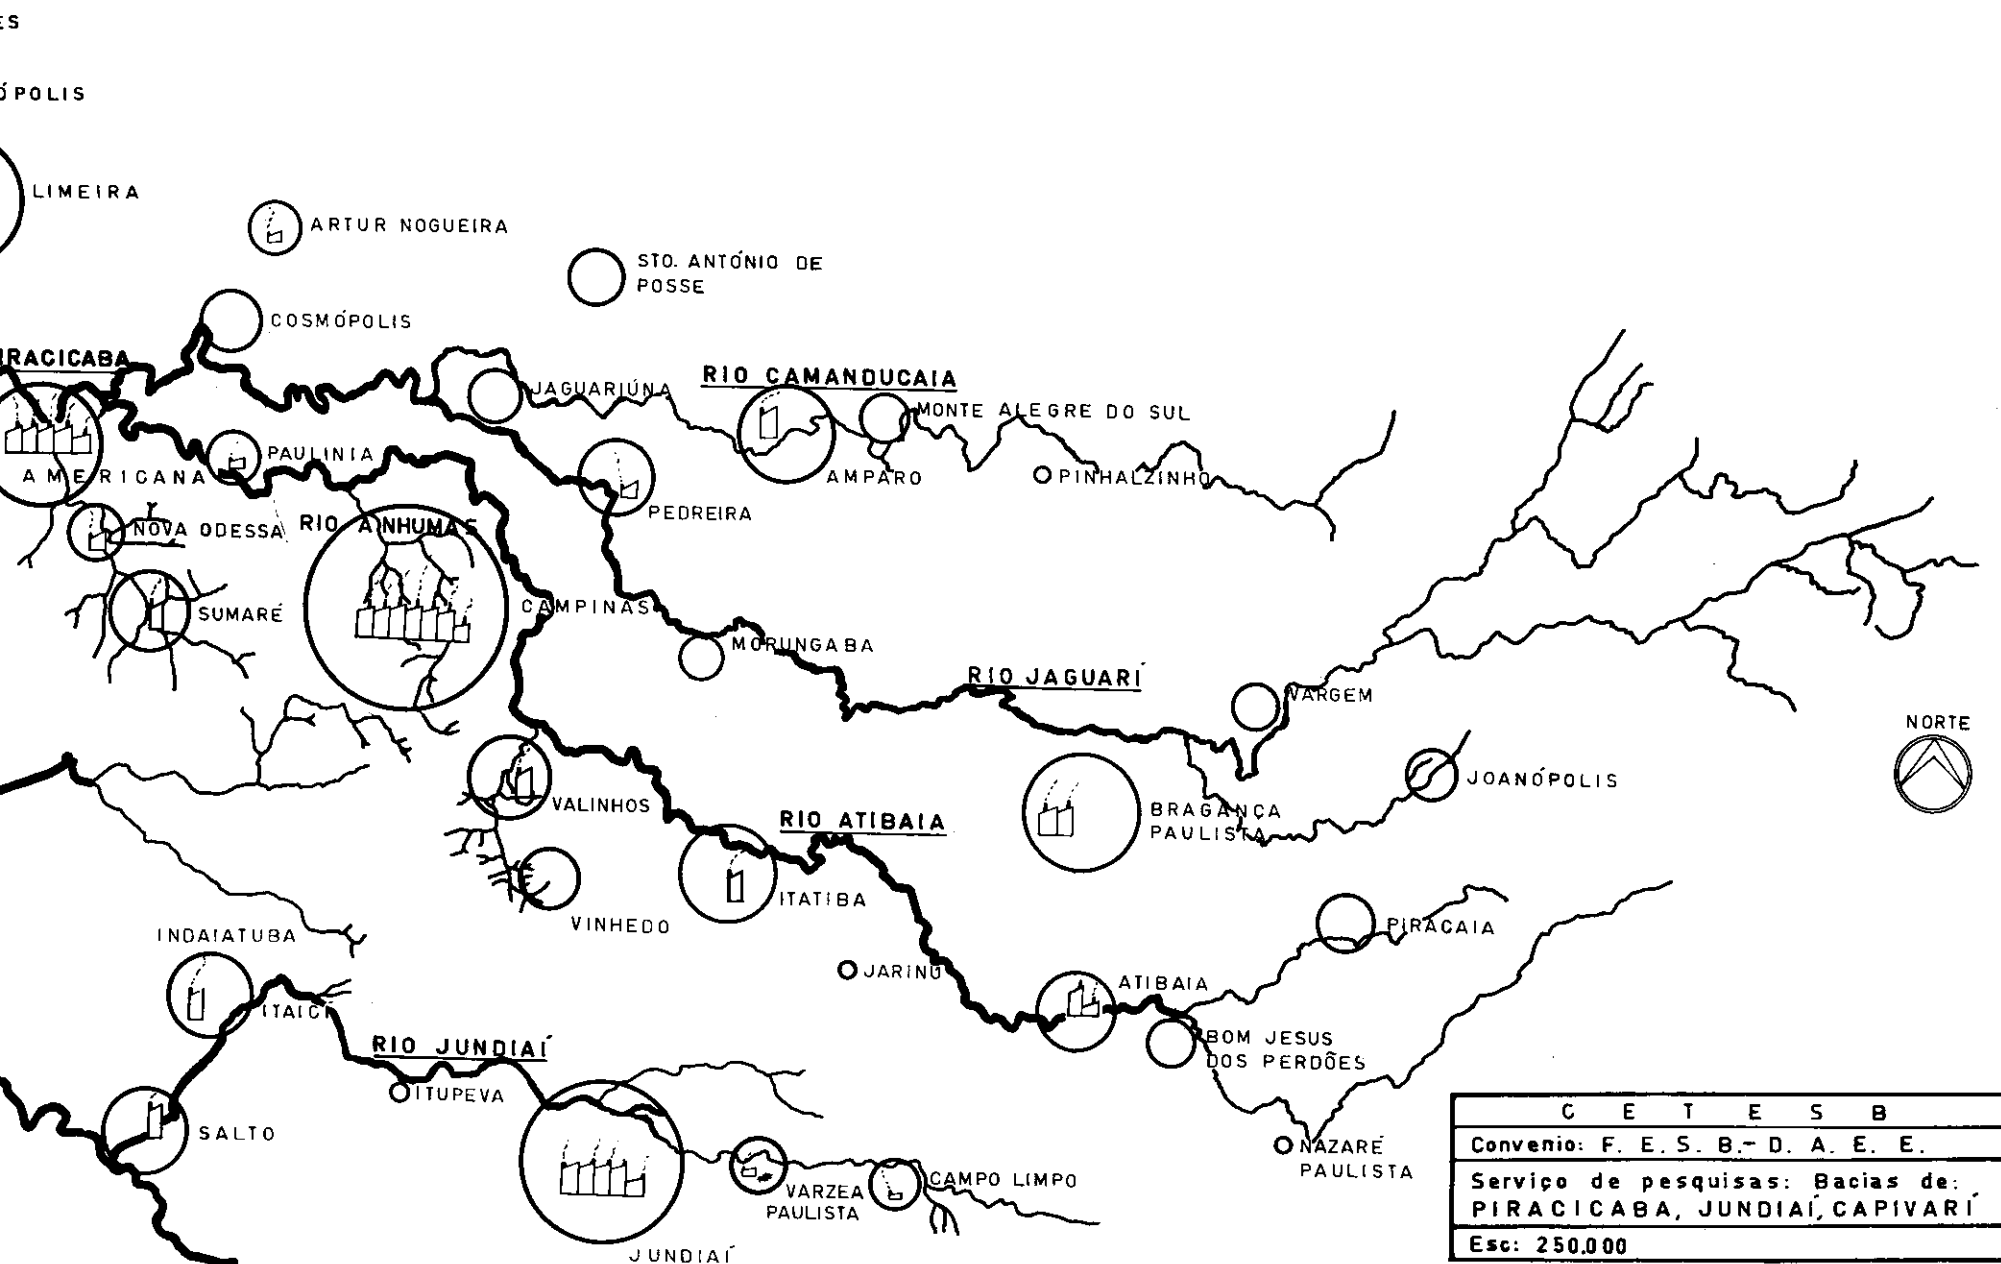 ES
ÓPOLIS
LIMEIRA
ARTUR NOGUEIRA
STO. ANTÓNIO DE
POSSE
COSMÓPOLIS
IRACICABA
JAGUARIÚNA
RIO CAMANDUCAIA
MONTE ALEGRE DO SUL
AMERICANA
PAULINIA
AMPARO
PINHALZINHO
PEDREIRA
NOVA ODESSA
RIO ANHUMAS
SUMARÉ
CAMPINAS
MORUNGABA
RIO JAGUARÍ
VARGEM
NORTE
JOANÓPOLIS
VALINHOS
RIO ATIBAIA
BRAGANÇA
PAULISTA
ITATIBA
VINHEDO
PIRACAIA
INDAIATUBA
JARINÚ
ATIBAIA
ITAICÍ
RIO JUNDIAÍ
BOM JESUS
DOS PERDÕES
ITUPEVA
SALTO
NAZARÉ
PAULISTA
CAMPO LIMPO
VARZEA
PAULISTA
JUNDIAÍ
C E T E S B
Convenio: F. E. S. B.- D. A. E. E.
Serviço de pesquisas: Bacias de:
PIRACICABA, JUNDIAÍ, CAPIVARÍ
Esc: 250.000